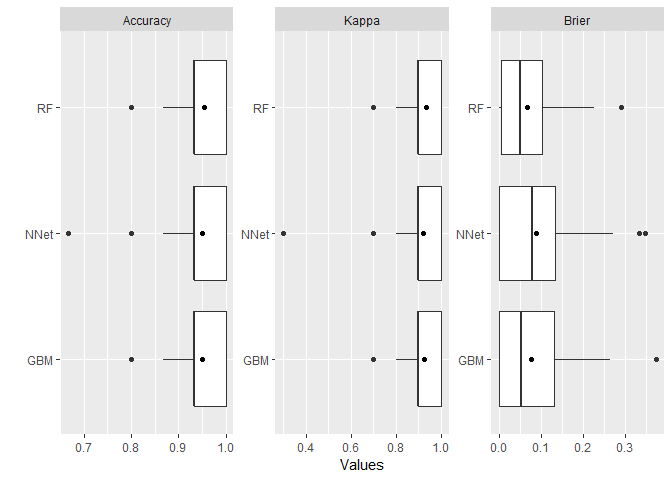 Accuracy Kappa Brier
RF RF RF
NNet NNet NNet
GBM GBM GBM
0.7 0.8 0.9 1.0 0.4 0.6 0.8 1.0 0.0 0.1 0.2 0.3
Values